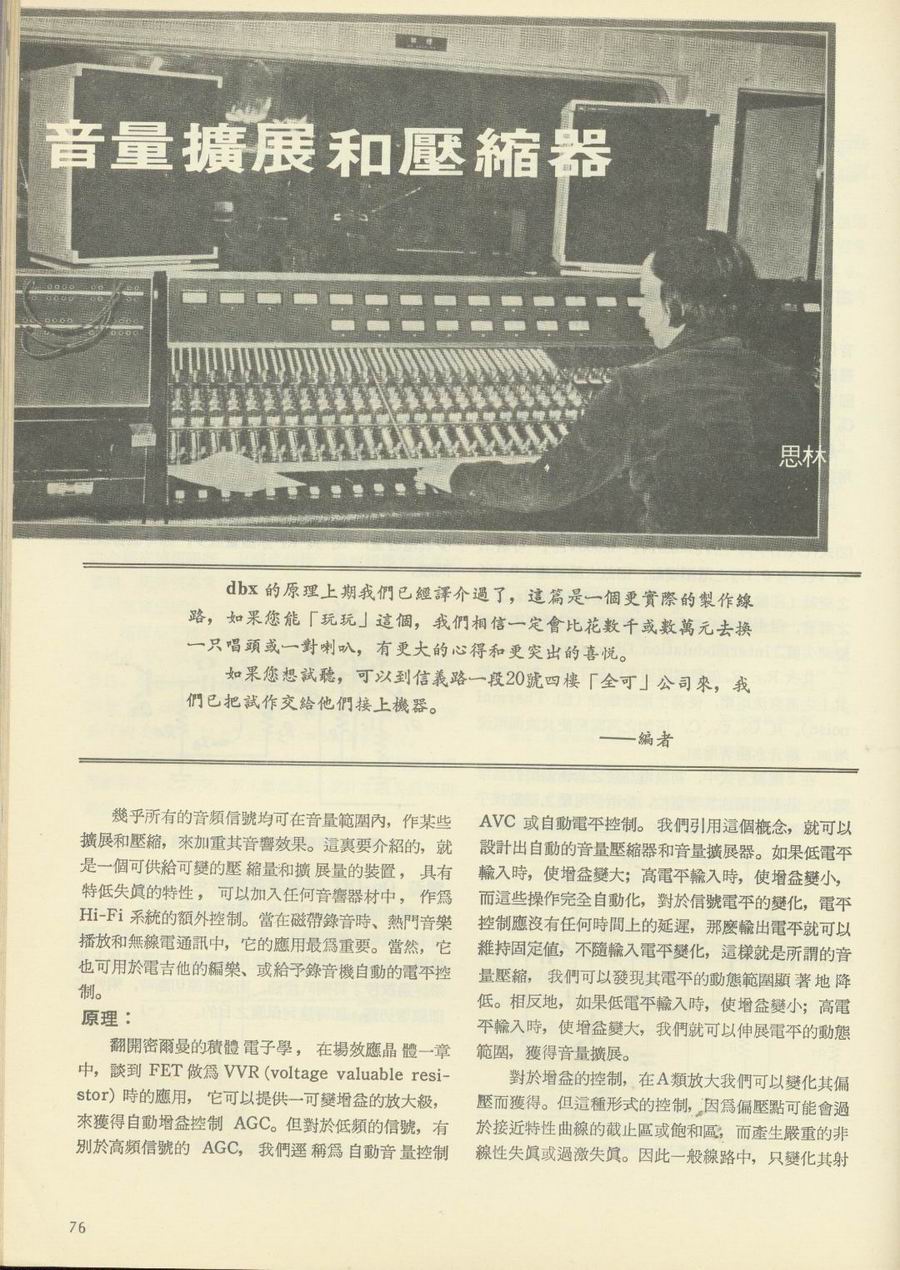 音量擴展和壓縮器
思林
dbx 的原理上期我們已經譯介過了，這篇是一個更實際的製作線
路，如果您能「玩玩」這個，我們相信一定會比花數千或數萬元去換
一只唱頭或一對喇叭，有更大的心得和更突出的喜悅。
如果您想試聽，可以到信義路一段20號四樓「全可」公司來，我
們已把試作交給他們接上機器。
——編者
幾乎所有的音頻信號均可在音量範圍內，作某些
擴展和壓縮，來加重其音響效果。這裏要介紹的，就
是一個可供給可變的壓縮量和擴展量的裝置，具有
特低失眞的特性，可以加入任何音響器材中，作爲
Hi-Fi 系統的額外控制。當在磁帶錄音時、熱門音樂
播放和無線電通訊中，它的應用最爲重要。當然，它
也可用於電吉他的編樂、或給予錄音機自動的電平控
制。
原理：
翻開密爾曼的積體電子學，在場效應晶體一章
中，談到 FET 做爲 VVR (voltage valuable resi-
stor) 時的應用，它可以提供一可變增益的放大級，
來獲得自動增益控制 AGC。但對於低頻的信號，有
別於高頻信號的 AGC，我們逕稱爲自動音量控制
AVC 或自動電平控制。我們引用這個槪念，就可以
設計出自動的音量壓縮器和音量擴展器。如果低電平
輸入時，使增益變大；高電平輸入時，使增益變小，
而這些操作完全自動化，對於信號電平的變化，電平
控制應沒有任何時間上的延遲，那麼輸出電平就可以
維持固定値，不隨輸入電平變化，這樣就是所謂的音
量壓縮，我們可以發現其電平的動態範圍顯著地降
低。相反地，如果低電平輸入時，使增益變小；高電
平輸入時，使增益變大，我們就可以伸展電平的動態
範圍，獲得音量擴展。
對於增益的控制，在A類放大我們可以變化其偏
壓而獲得。但這種形式的控制，因爲偏壓點可能會過
於接近特性曲線的截止區或飽和區，而產生嚴重的非
線性失眞或過激失眞。因此一般線路中，只變化其射
76